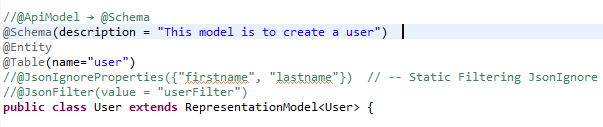 //@ApiModel → @Schema
@Schema(description = "This model is to create a user")
@Entity
@Table(name="user")
//@JsonIgnoreProperties({"firstname", "lastname"})  // -- Static Filtering JsonIgnore
//@JsonFilter(value = "userFilter")
public class User extends RepresentationModel<User> {